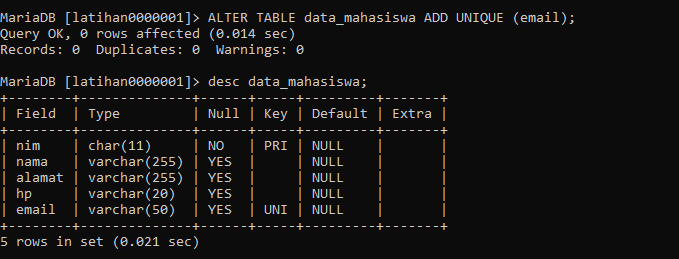 MariaDB [latihan0000001]> ALTER TABLE data_mahasiswa ADD UNIQUE (email);
Query OK, 0 rows affected (0.014 sec)
Records: 0  Duplicates: 0  Warnings: 0

MariaDB [latihan0000001]> desc data_mahasiswa;
+--------+--------------+------+-----+---------+-------+
| Field  | Type         | Null | Key | Default | Extra |
+--------+--------------+------+-----+---------+-------+
| nim    | char(11)     | NO   | PRI | NULL    |       |
| nama   | varchar(255) | YES  |     | NULL    |       |
| alamat | varchar(255) | YES  |     | NULL    |       |
| hp     | varchar(20)  | YES  |     | NULL    |       |
| email  | varchar(50)  | YES  | UNI | NULL    |       |
+--------+--------------+------+-----+---------+-------+
5 rows in set (0.021 sec)